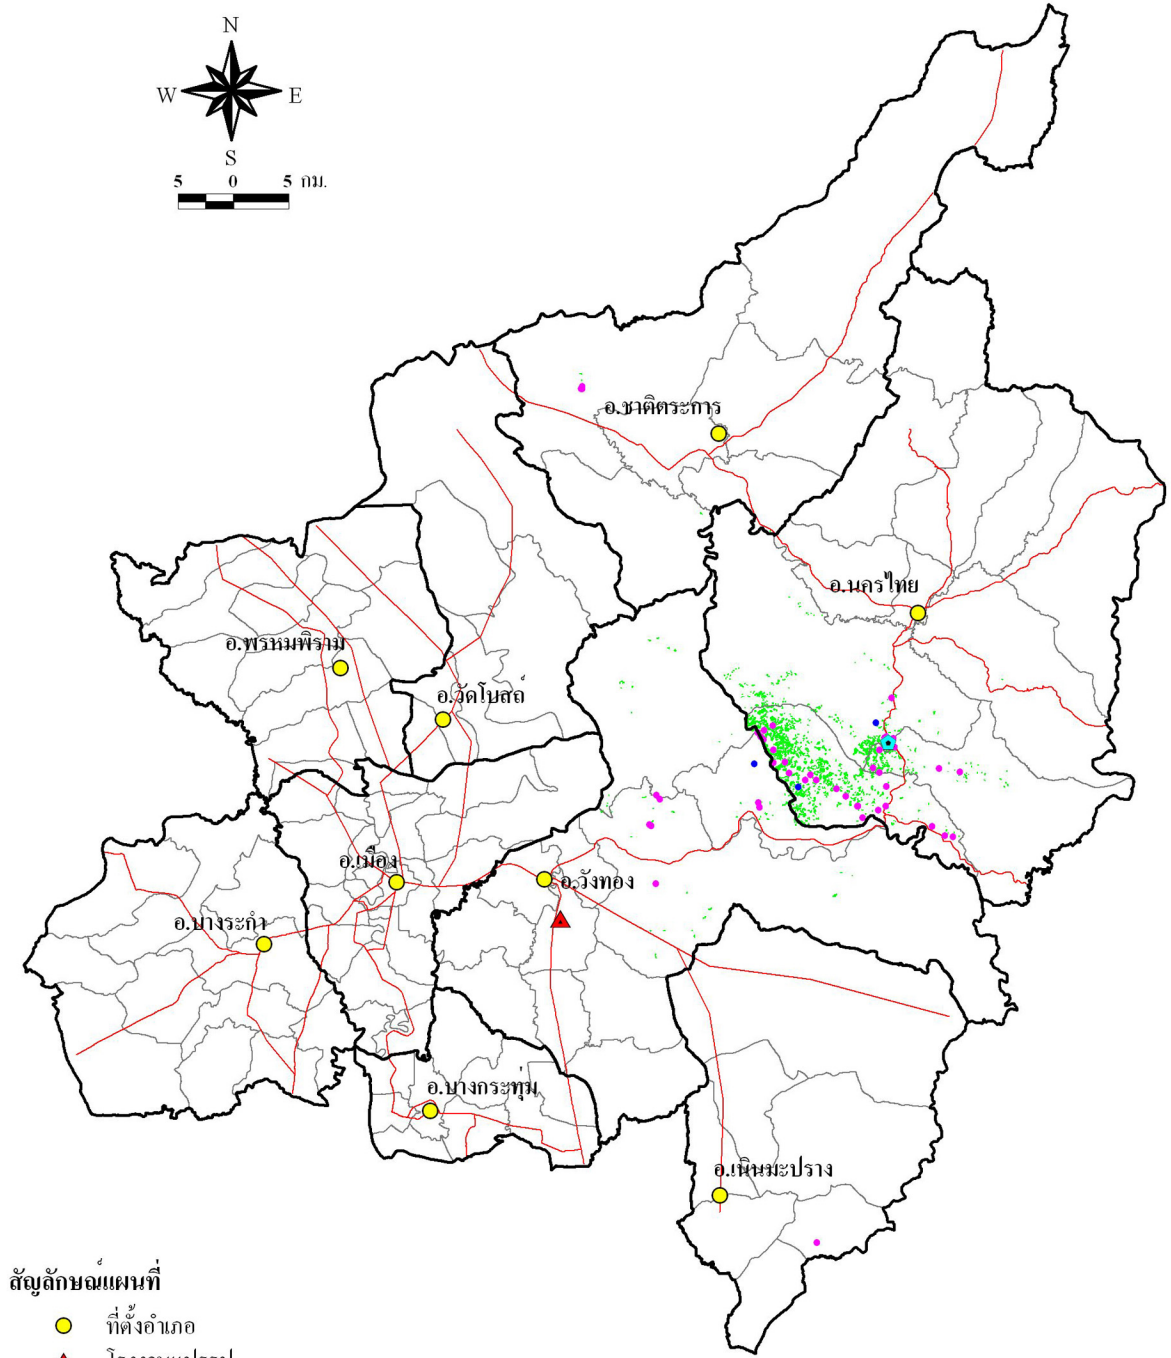 N
W E
S
5 0 5 กม.
อ.ชาติตระการ
อ.นครไทย
อ.พรหมพิราม
อ.วัดโบสถ์
อ.เมือง
อ.วังทอง
อ.บางระกำ
อ.บางกระทุ่ม
อ.เนินมะปราง
สัญลักษณ์แผนที่
ที่ตั้งอำเภอ